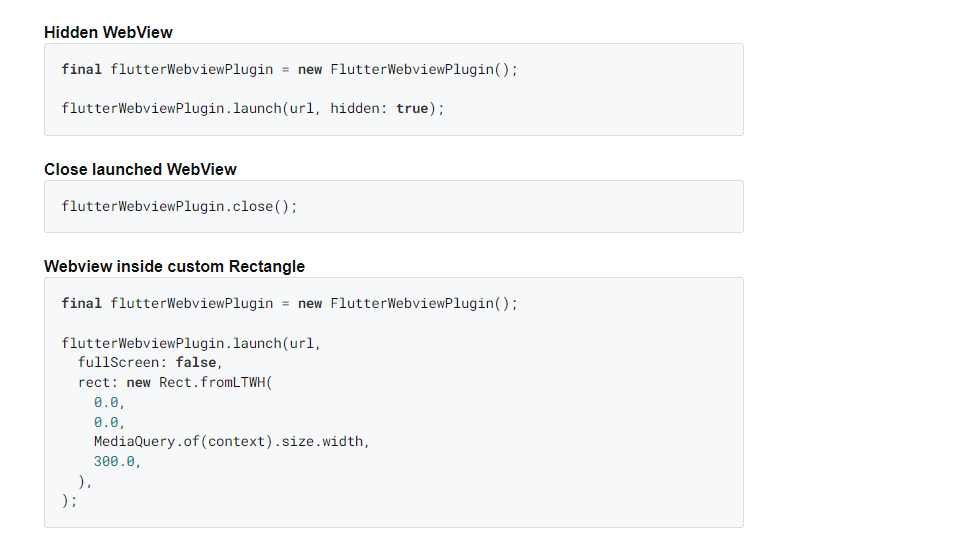 Hidden WebView
final flutterWebviewPlugin = new FlutterWebviewPlugin();
flutterWebviewPlugin.launch(url, hidden: true);
Close launched WebView
flutterWebviewPlugin.close();
Webview inside custom Rectangle
final flutterWebviewPlugin = new FlutterWebviewPlugin();
flutterWebviewPlugin.launch(url,
  fullScreen: false,
  rect: new Rect.fromLTWH(
    0.0,
    0.0,
    MediaQuery.of(context).size.width,
    300.0,
  ),
);